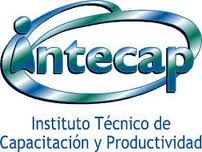 intecap
Instituto Técnico de
Capacitación y Productividad